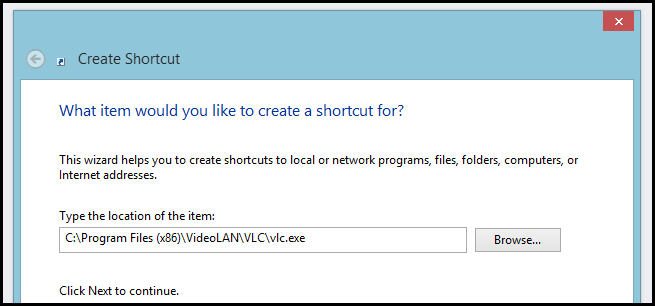 Create Shortcut
What item would you like to create a shortcut for?
This wizard helps you to create shortcuts to local or network programs, files, folders, computers, or
Internet addresses.
Type the location of the item:
C:\Program Files (x86)\VideoLAN\VLC\vlc.exe
Browse...
Click Next to continue.